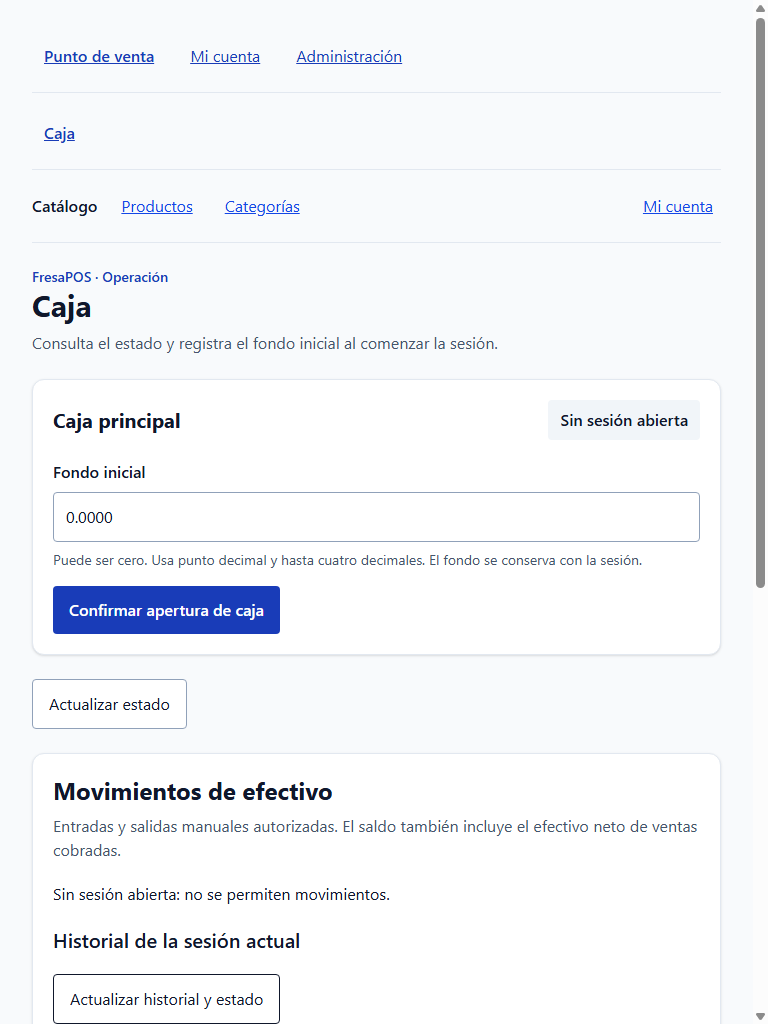 Punto de venta Mi cuenta Administración
Caja
Catálogo Productos Categorías Mi cuenta
FresaPOS · Operación
Caja
Consulta el estado y registra el fondo inicial al comenzar la sesión.
Caja principal Sin sesión abierta
Fondo inicial
0.0000
Puede ser cero. Usa punto decimal y hasta cuatro decimales. El fondo se conserva con la sesión.
Confirmar apertura de caja
Actualizar estado
Movimientos de efectivo
Entradas y salidas manuales autorizadas. El saldo también incluye el efectivo neto de ventas
cobradas.
Sin sesión abierta: no se permiten movimientos.
Historial de la sesión actual
Actualizar historial y estado